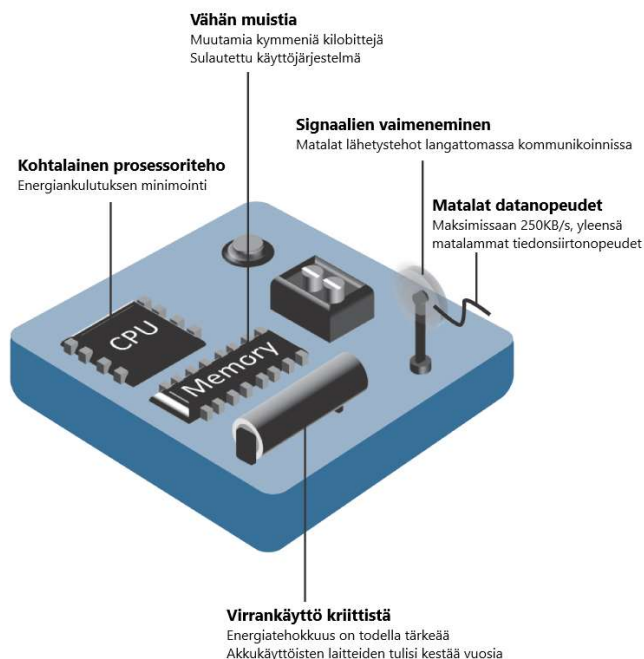 Vähän muistia
Muutamia kymmeniä kilobittejä
Sulautettu käyttöjärjestelmä
Signaalien vaimeneminen
Matalat lähetystehot langattomassa kommunikoinnissa
Kohtalainen prosessoriteho
Energiankulutuksen minimointi
Matalat datanopeudet
Maksimissaan 250KB/s, yleensä
matalammat tiedonsiirtonopeudet
CPU
Memory
Virrankäyttö kriittistä
Energiatehokkuus on todella tärkeää
Akkukäyttöisten laitteiden tulisi kestää vuosia